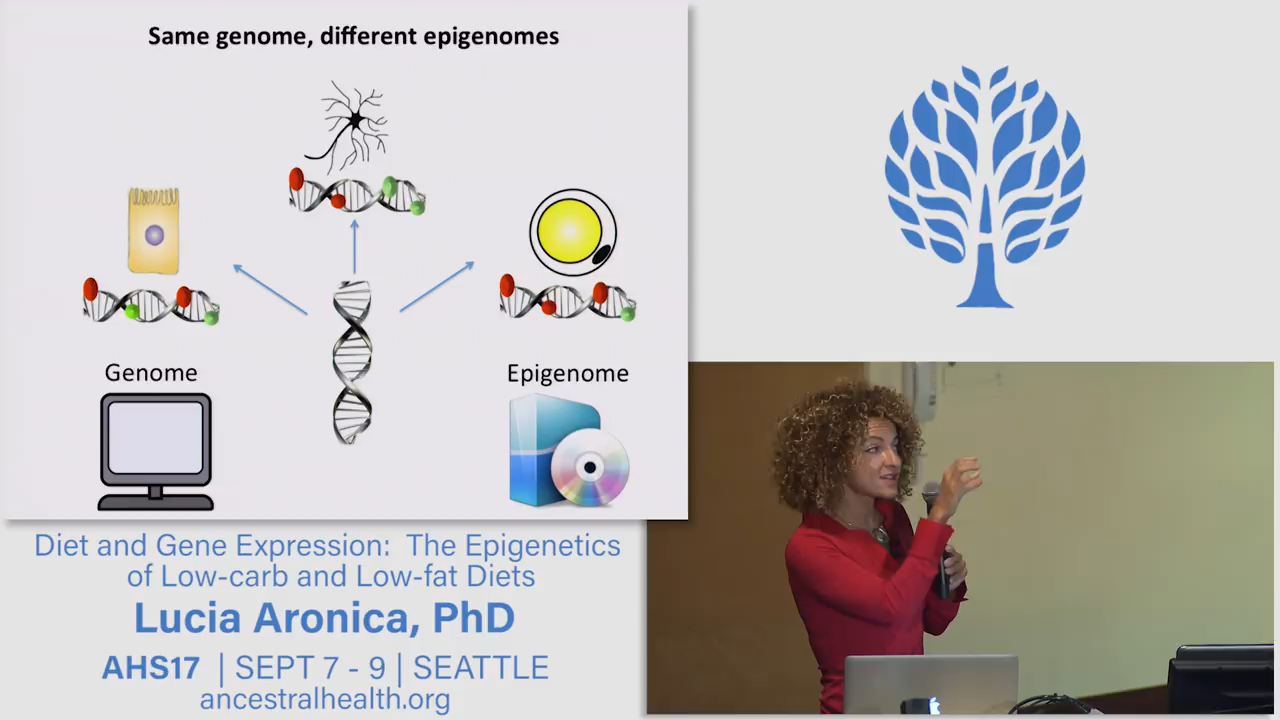 Same genome, different epigenomes
Genome
Epigenome
Diet and Gene Expression: The Epigenetics
of Low-carb and Low-fat Diets
Lucia Aronica, PhD
AHS17 | SEPT 7 - 9 | SEATTLE
ancestralhealth.org